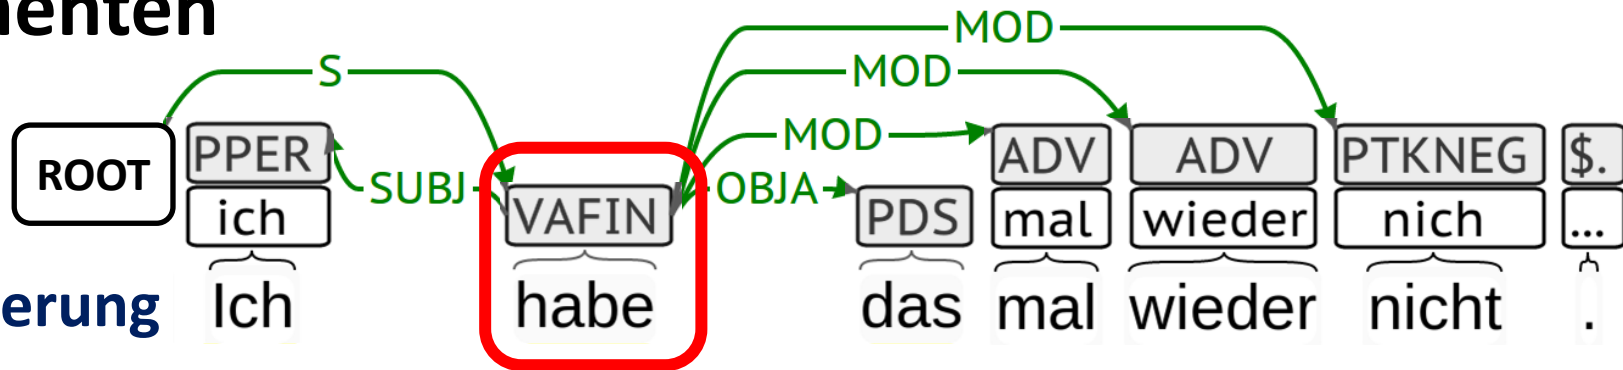 nenten
MOD
S MOD
MOD
ROOT PPER ADV ADV PTKNEG $.
SUBJ VAFIN OBJA PDS
ich mal wieder nich ...
erung Ich habe das mal wieder nicht .